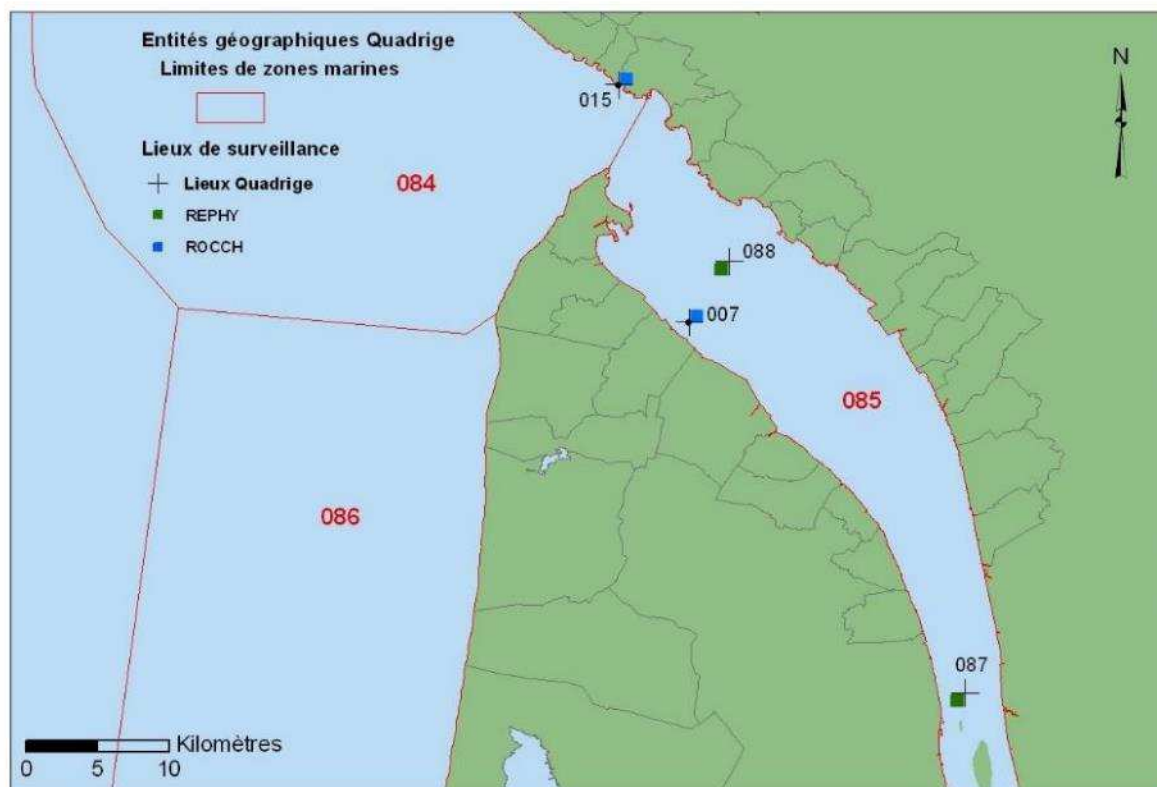 Entités géographiques Quadrige
Limites de zones marines
Lieux de surveillance
Lieux Quadrige
REPHY
ROCCH
N
015
084
088
007
085
086
087
Kilomètres
0 5 10